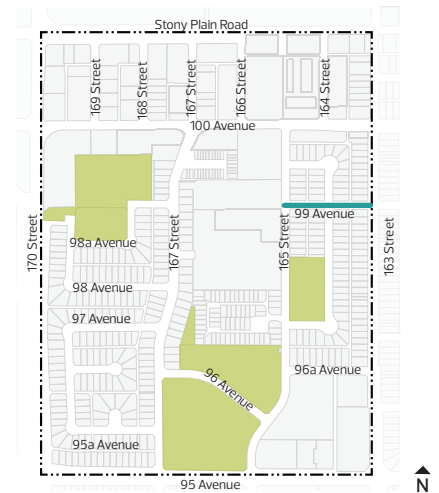 Stony Plain Road
169 Street
168 Street
167 Street
166 Street
164 Street
100 Avenue
99 Avenue
170 Street
98a Avenue
167 Street
165 Street
163 Street
98 Avenue
97 Avenue
96 Avenue
96a Avenue
95a Avenue
95 Avenue
N